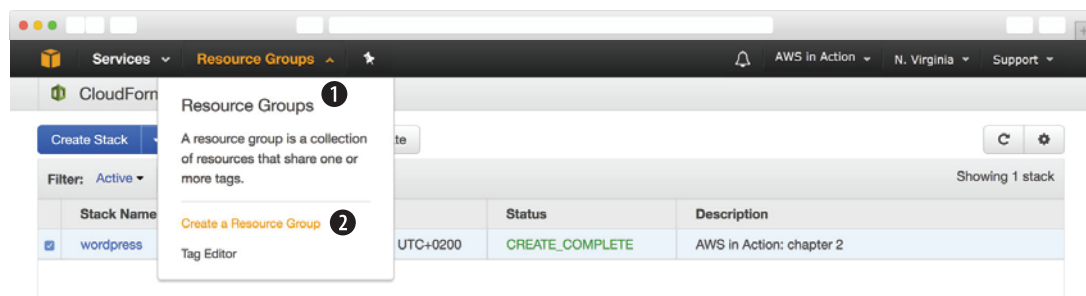 Services Resource Groups AWS in Action N. Virginia Support
CloudForn
Resource Groups 1
Create Stack te
A resource group is a collection
of resources that share one or
more tags.
Filter: Active Showing 1 stack
Stack Name Status Description
Create a Resource Group 2
wordpress UTC+0200 CREATE_COMPLETE AWS in Action: chapter 2
Tag Editor